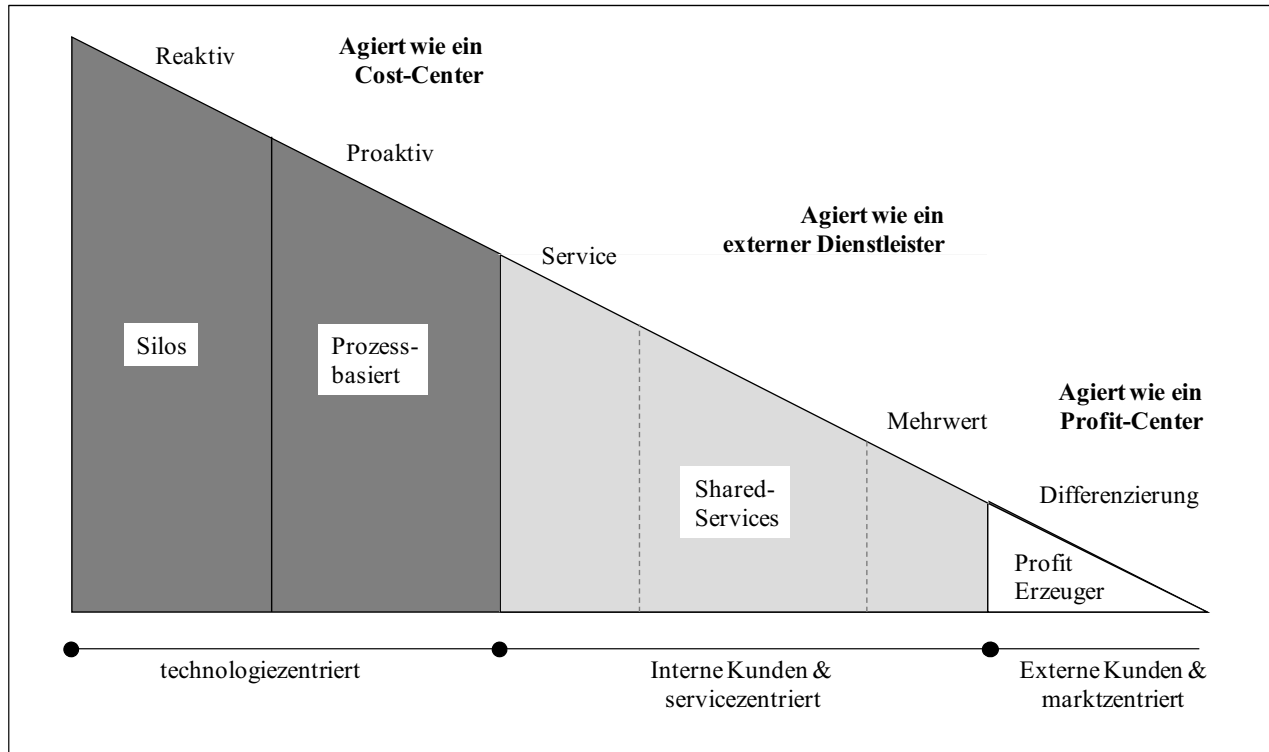 Reaktiv
Agiert wie ein
Cost-Center
Proaktiv
Agiert wie ein
externer Dienstleister
Service
Silos
Prozess-
basiert
Agiert wie ein
Profit-Center
Mehrwert
Shared-
Services
Differenzierung
Profit
Erzeuger
technologiezentriert
Interne Kunden &
servicezentriert
Externe Kunden &
marktzentriert